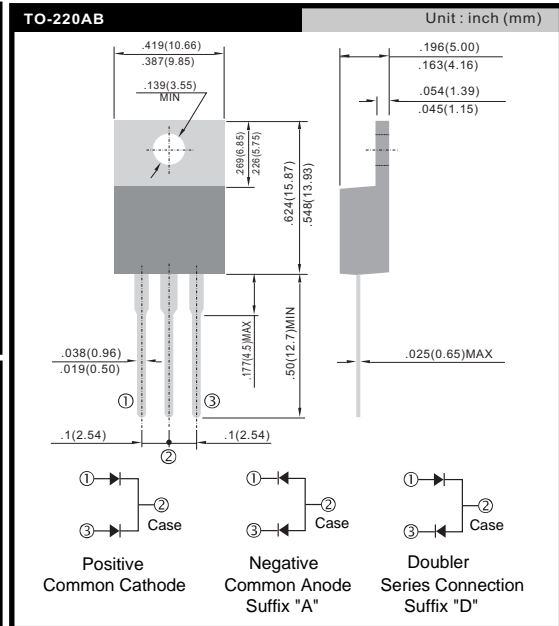 TO-220AB
Unit : inch (mm)
.419(10.66)
.387(9.85)
.139(3.55)
MIN
.269(6.85)
.226(5.75)
.624(15.87)
.548(13.93)
.196(5.00)
.163(4.16)
.054(1.39)
.045(1.15)
.038(0.96)
.019(0.50)
.177(4.5)MAX
.50(12.7)MIN
.025(0.65)MAX
①
③
.1(2.54)
.1(2.54)
②
①
②
③
Case
Positive
Common Cathode
①
②
③
Case
Negative
Common Anode
Suffix "A"
①
②
③
Case
Doubler
Series Connection
Suffix "D"